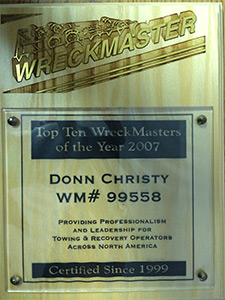 WRECKMASTER
Top Ten WreckMasters
of the Year 2007
DONN CHRISTY
WM# 99558
PROVIDING PROFESSIONALISM
AND LEADERSHIP FOR
TOWING & RECOVERY OPERATORS
ACROSS NORTH AMERICA
Certified Since 1999